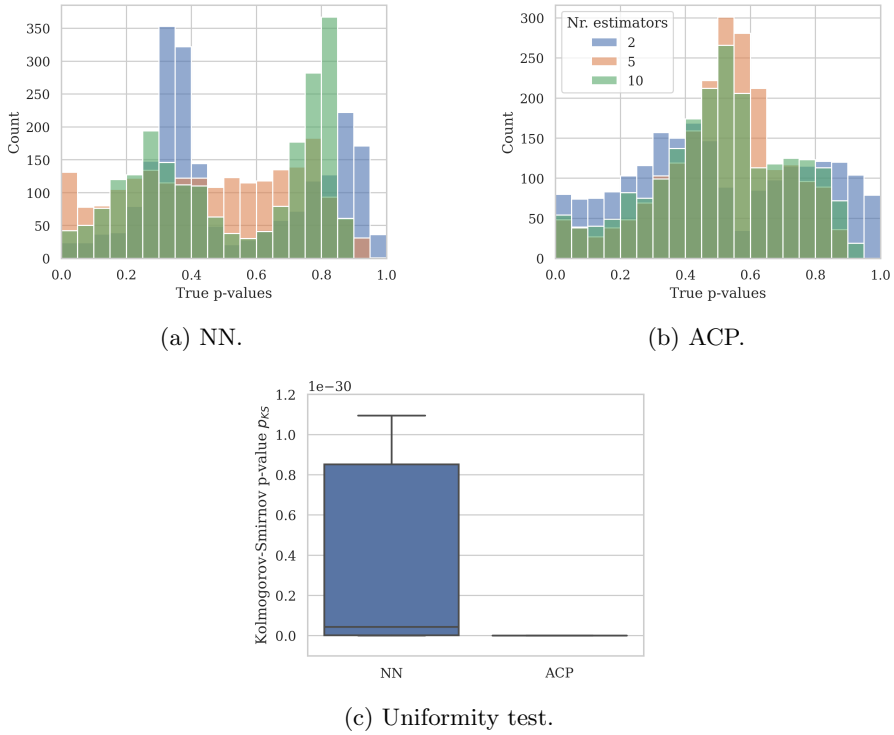 350
300
250
200
150
100
50
0
Count
0.0 0.2 0.4 0.6 0.8 1.0
True p-values
(a) NN.
300
250
200
150
100
50
0
Count
Nr. estimators
2
5
10
0.0 0.2 0.4 0.6 0.8 1.0
True p-values
(b) ACP.
1e−30
1.2
1.0
0.8
0.6
0.4
0.2
0.0
Kolmogorov-Smirnov p-value pKS
NN ACP
(c) Uniformity test.